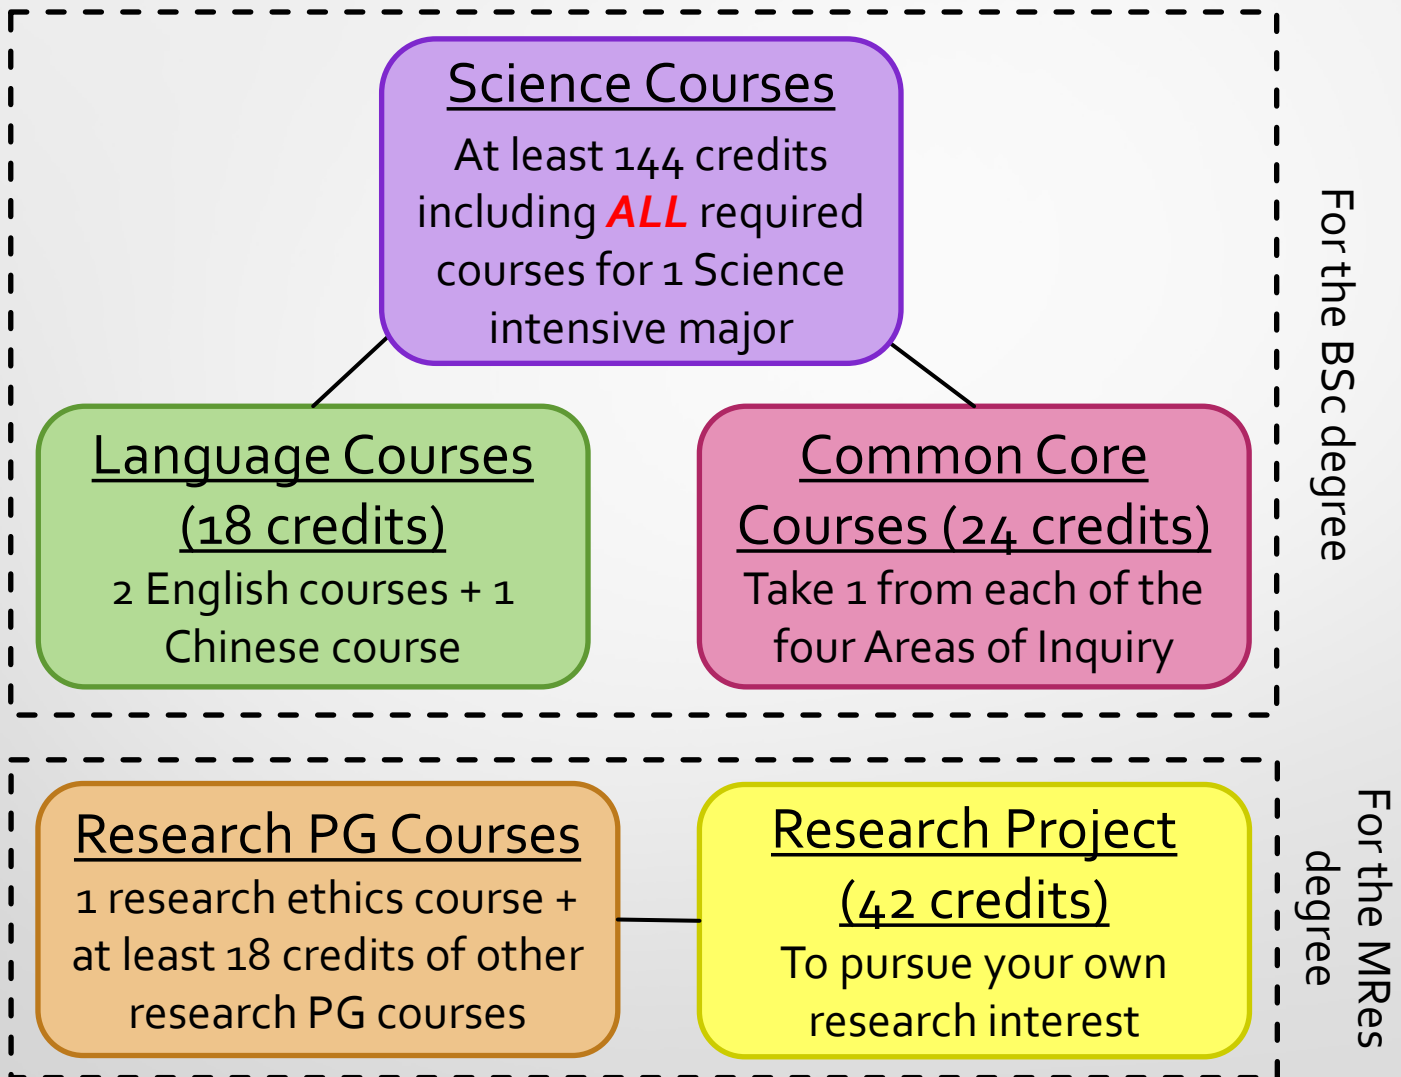 Science Courses
At least 144 credits
including ALL required
courses for 1 Science
intensive major
Language Courses
(18 credits)
2 English courses + 1
Chinese course
Common Core
Courses (24 credits)
Take 1 from each of the
four Areas of Inquiry
For the BSc degree
Research PG Courses
1 research ethics course +
at least 18 credits of other
research PG courses
Research Project
(42 credits)
To pursue your own
research interest
For the MRes
degree